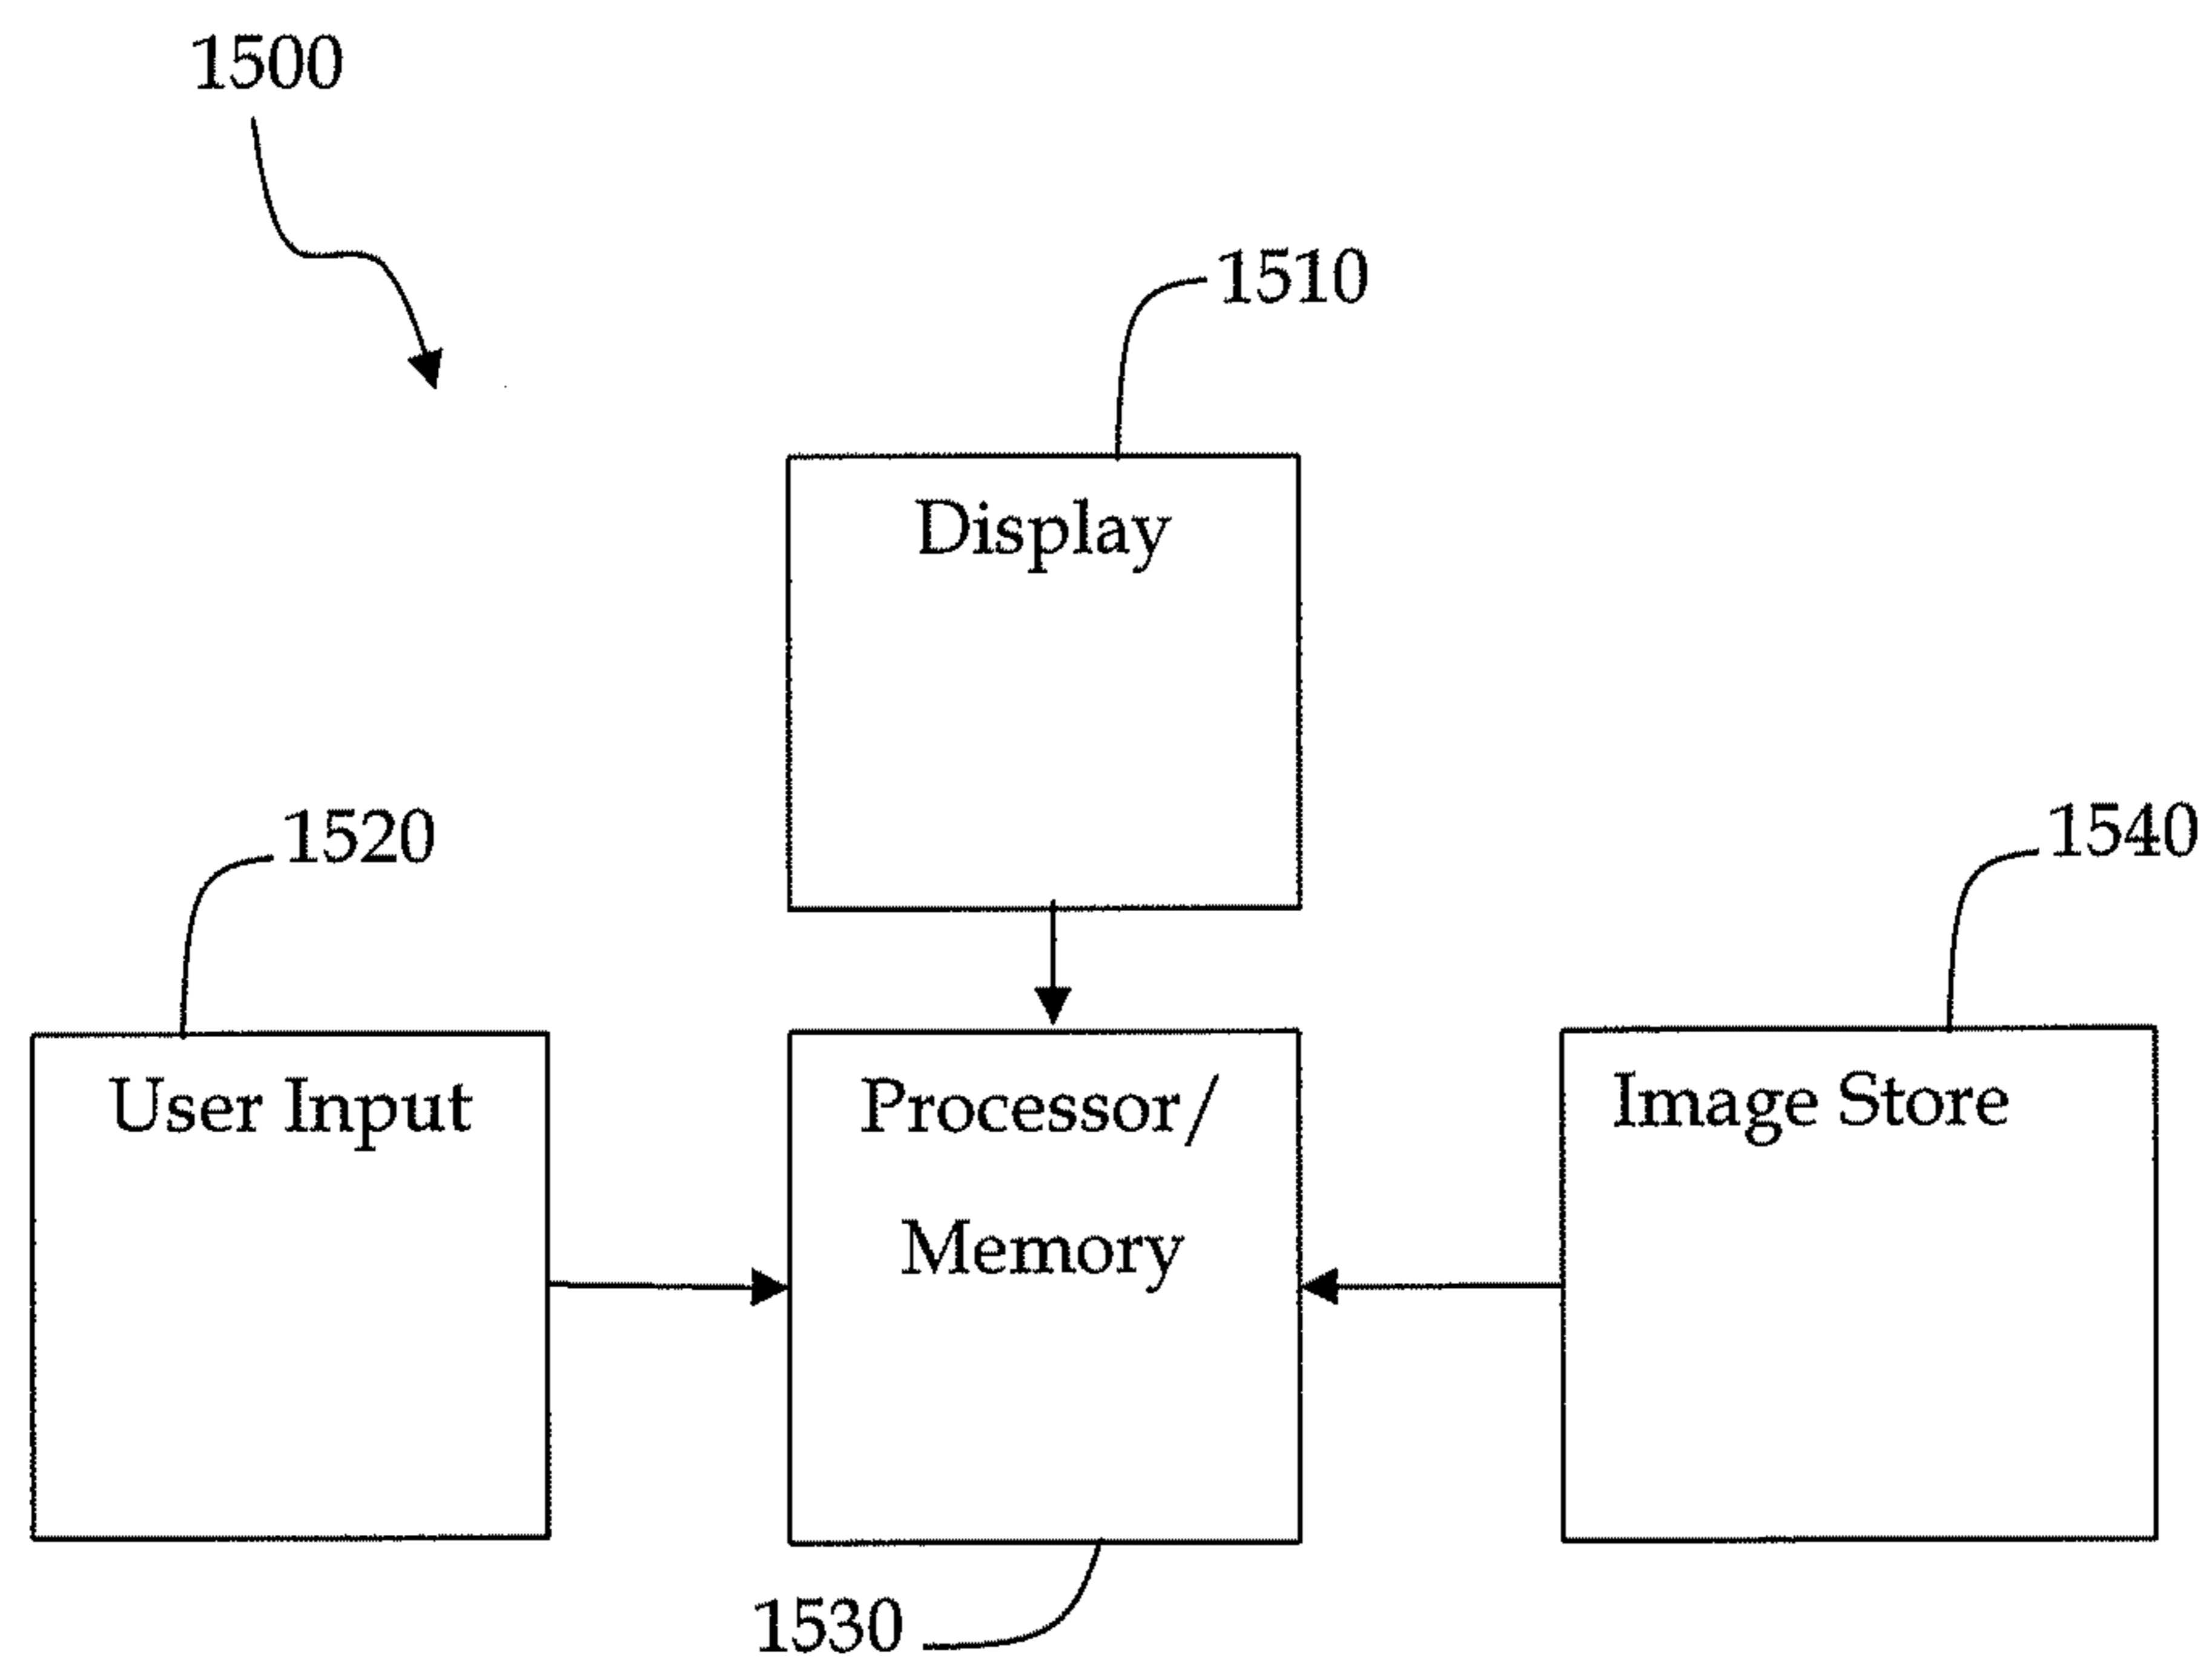 1500
1510
Display
1520
1540
User Input
Processor/
Memory
Image Store
1530